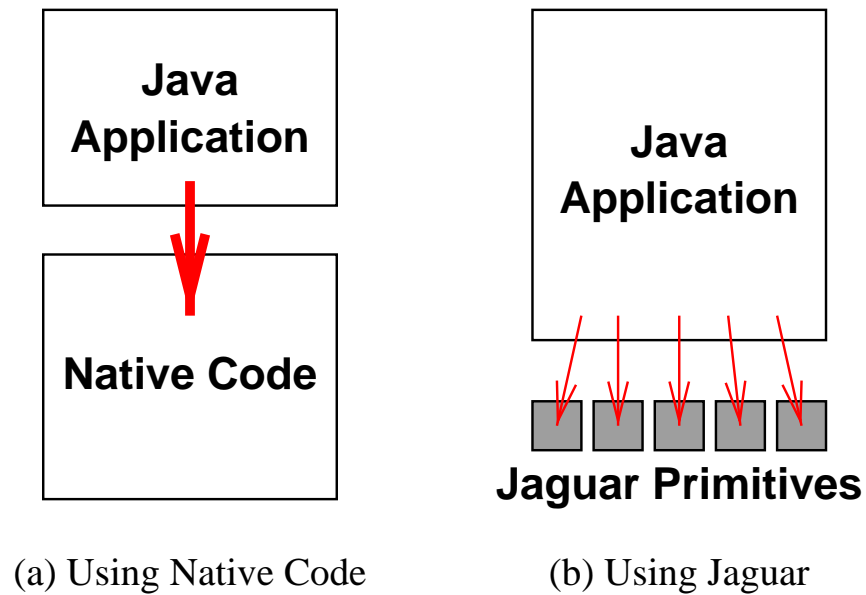 Java
Application
Native Code
(a) Using Native Code
Java
Application
Jaguar Primitives
(b) Using Jaguar